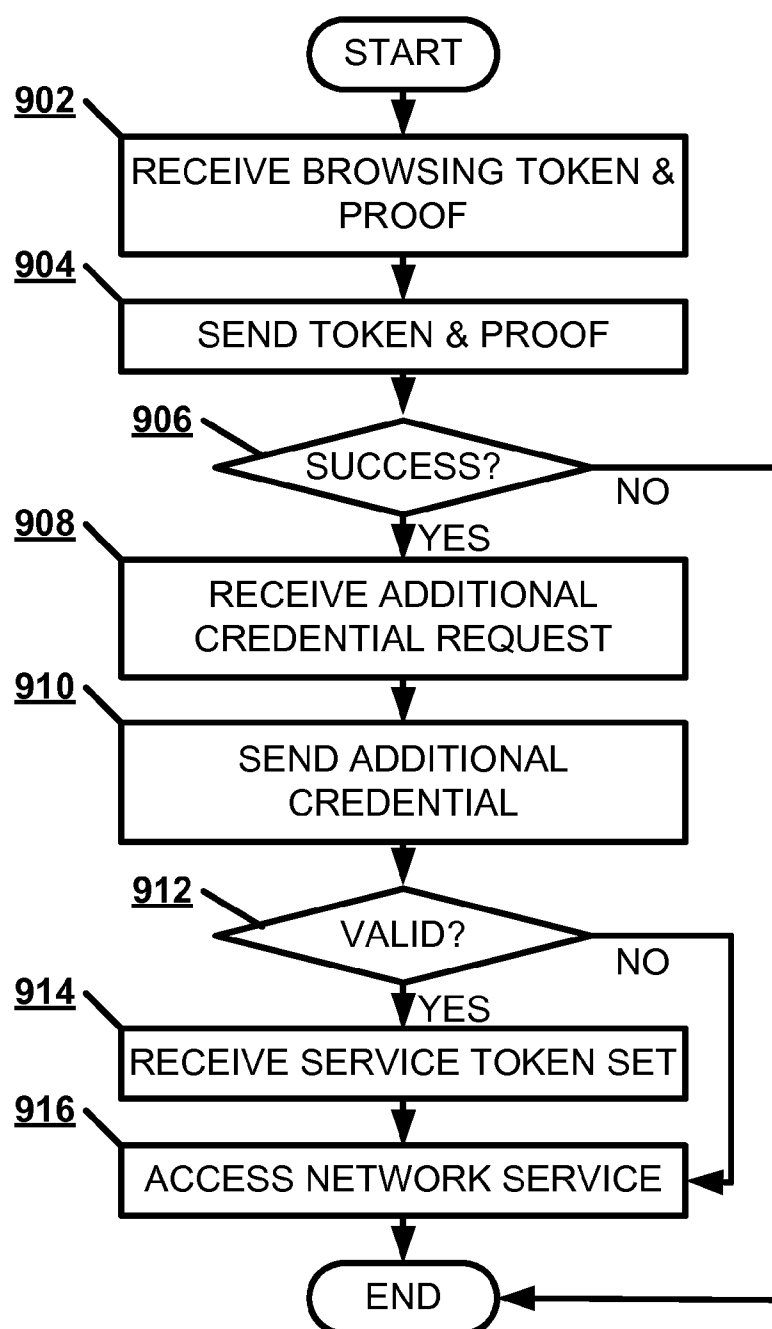 START
902
RECEIVE BROWSING TOKEN &
PROOF
904
SEND TOKEN & PROOF
906
SUCCESS?
NO
YES
908
RECEIVE ADDITIONAL
CREDENTIAL REQUEST
910
SEND ADDITIONAL
CREDENTIAL
912
VALID?
NO
YES
914
RECEIVE SERVICE TOKEN SET
916
ACCESS NETWORK SERVICE
END